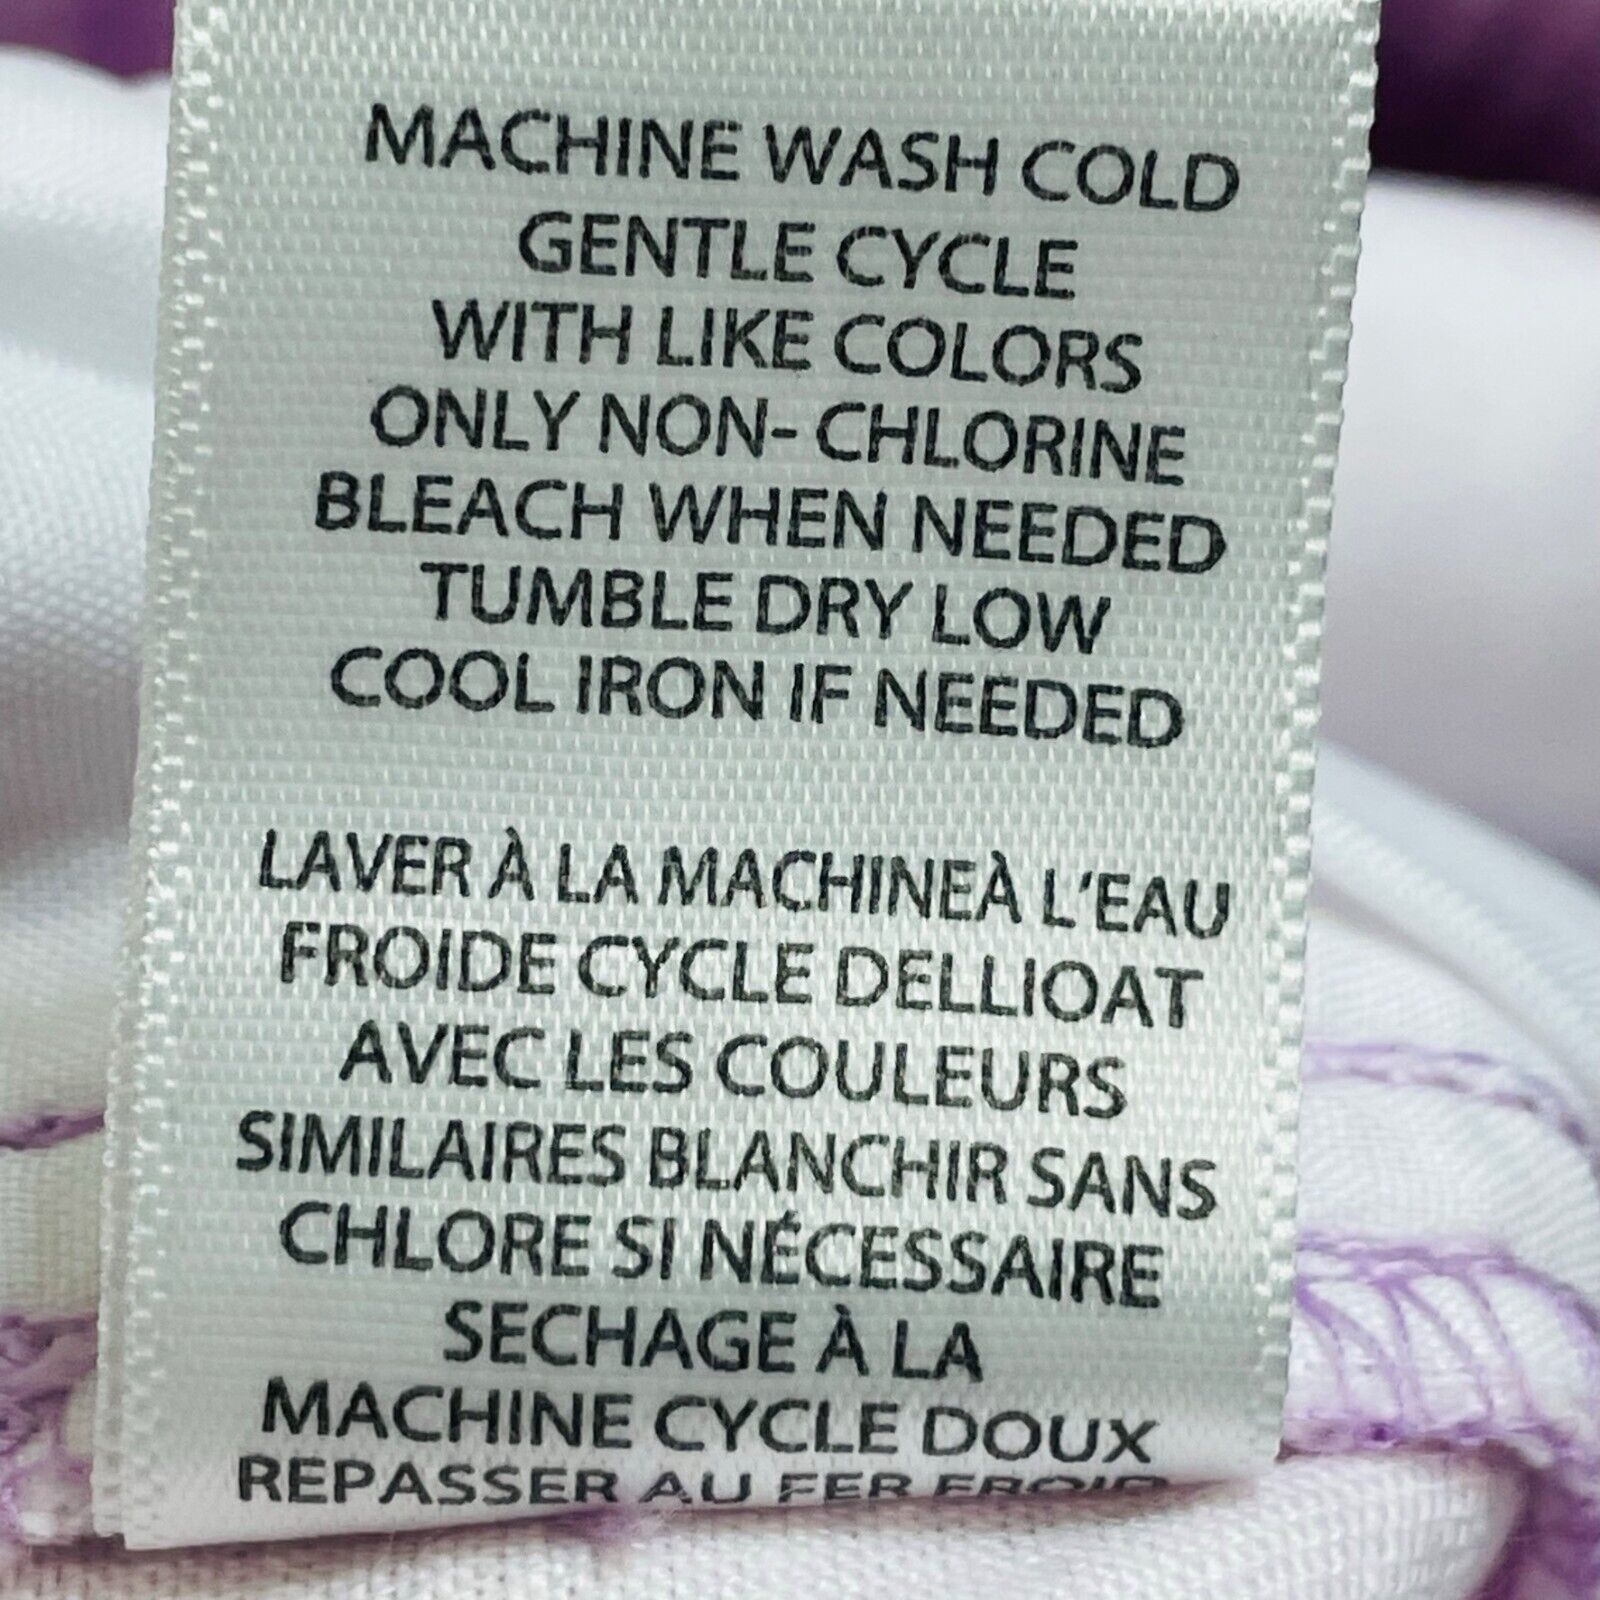 MACHINE WASH COLD
GENTLE CYCLE
WITH LIKE COLORS
ONLY NON- CHLORINE
BLEACH WHEN NEEDED
TUMBLE DRY LOW
COOL IRON IF NEEDED
LAVER À LA MACHINEÀ L'EAU
FROIDE CYCLE DELLIOAT
AVEC LES COULEURS
SIMILAIRES BLANCHIR SANS
CHLORE SI NÉCESSAIRE
SECHAGE À LA
MACHINE CYCLE DOUX
REPASSER AU FER FROID